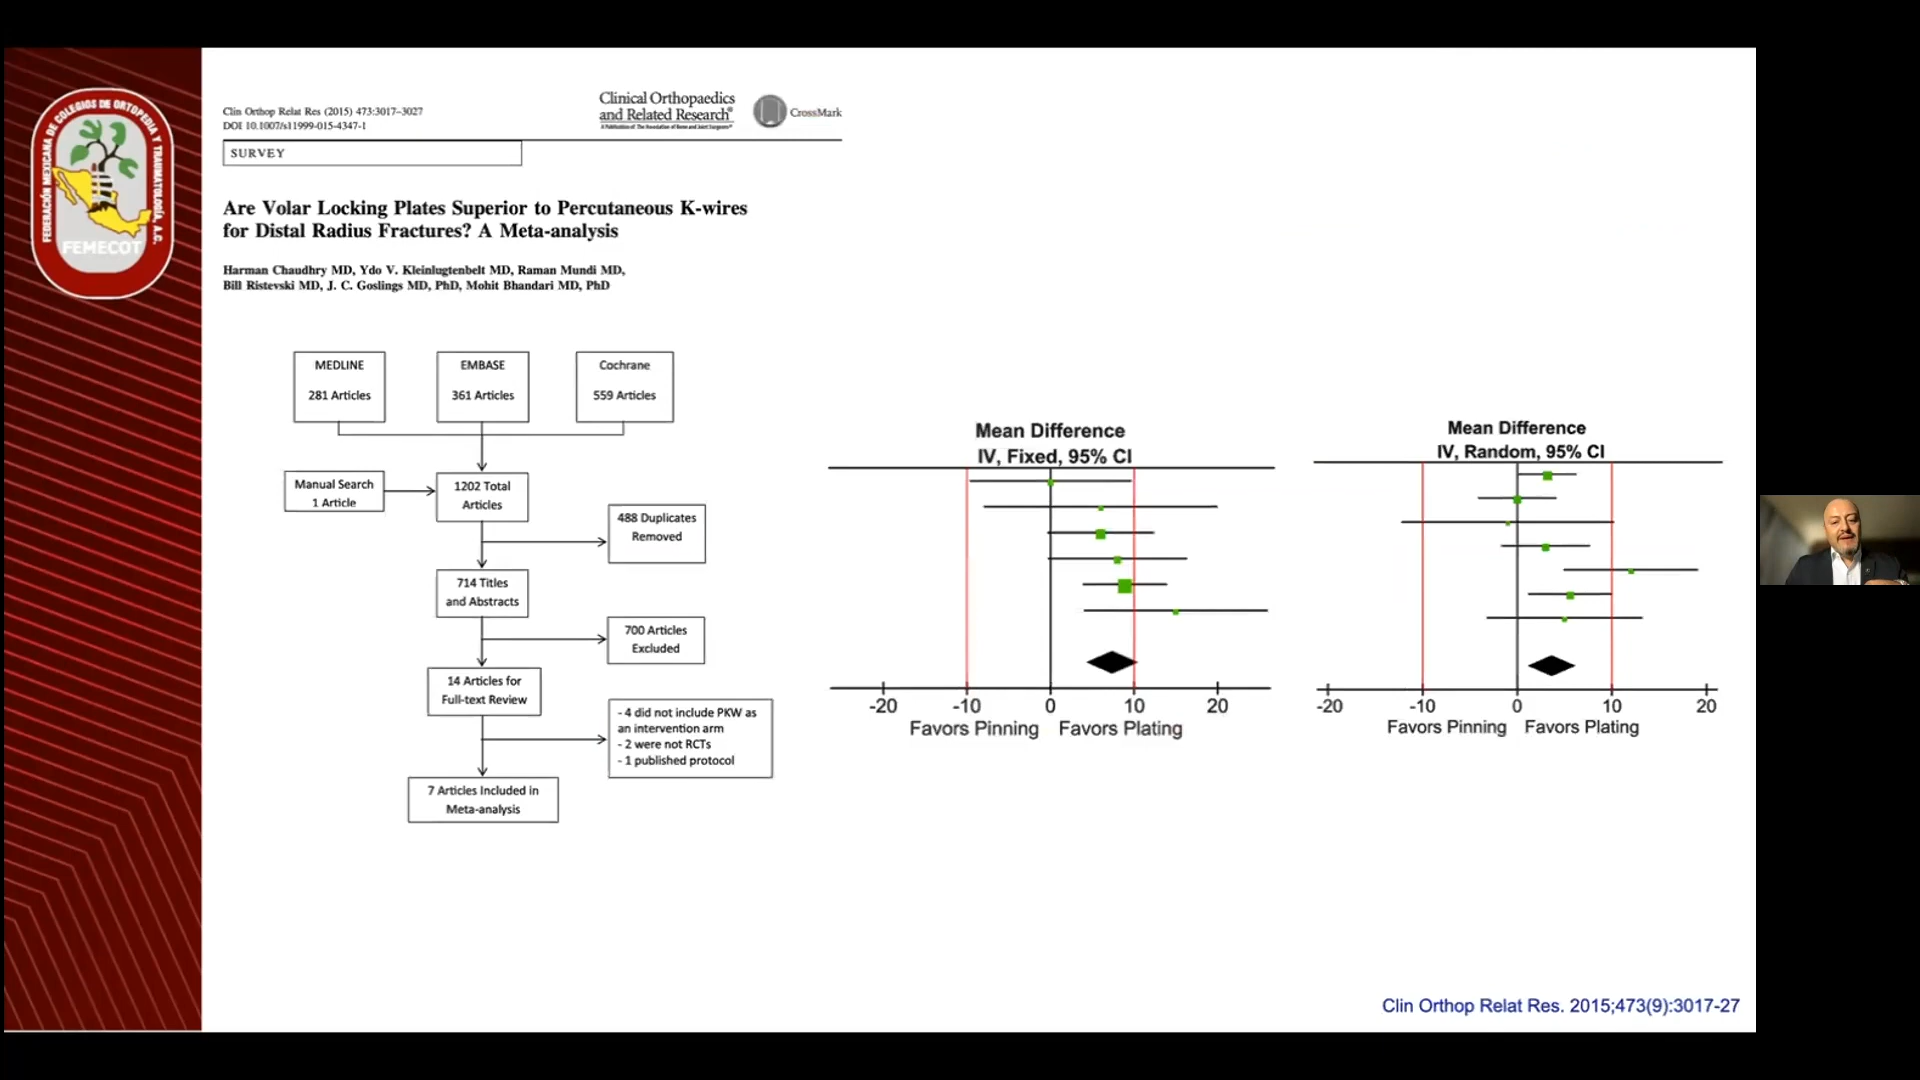 FEDERACIÓN MEXICANA DE COLEGIOS DE ORTOPEDIA Y TRAUMATOLOGÍA, A.C.
FEMECOT
Clin Orthop Relat Res (2015) 473:3017–3027
DOI 10.1007/s11999-015-4347-1
Clinical Orthopaedics
and Related Research®
A Publication of The Association of Bone and Joint Surgeons®
CrossMark
SURVEY
Are Volar Locking Plates Superior to Percutaneous K-wires
for Distal Radius Fractures? A Meta-analysis
Harman Chaudhry MD, Ydo V. Kleinlugtenbelt MD, Raman Mundi MD,
Bill Ristevski MD, J. C. Goslings MD, PhD, Mohit Bhandari MD, PhD
MEDLINE
281 Articles
EMBASE
361 Articles
Cochrane
559 Articles
Manual Search
1 Article
1202 Total
Articles
488 Duplicates
Removed
714 Titles
and Abstracts
700 Articles
Excluded
14 Articles for
Full-text Review
- 4 did not include PKW as
an intervention arm
- 2 were not RCTs
- 1 published protocol
7 Articles Included in
Meta-analysis
Mean Difference
IV, Fixed, 95% CI
-20 -10 0 10 20
Favors Pinning Favors Plating
Mean Difference
IV, Random, 95% CI
-20 -10 0 10 20
Favors Pinning Favors Plating
Clin Orthop Relat Res. 2015;473(9):3017-27